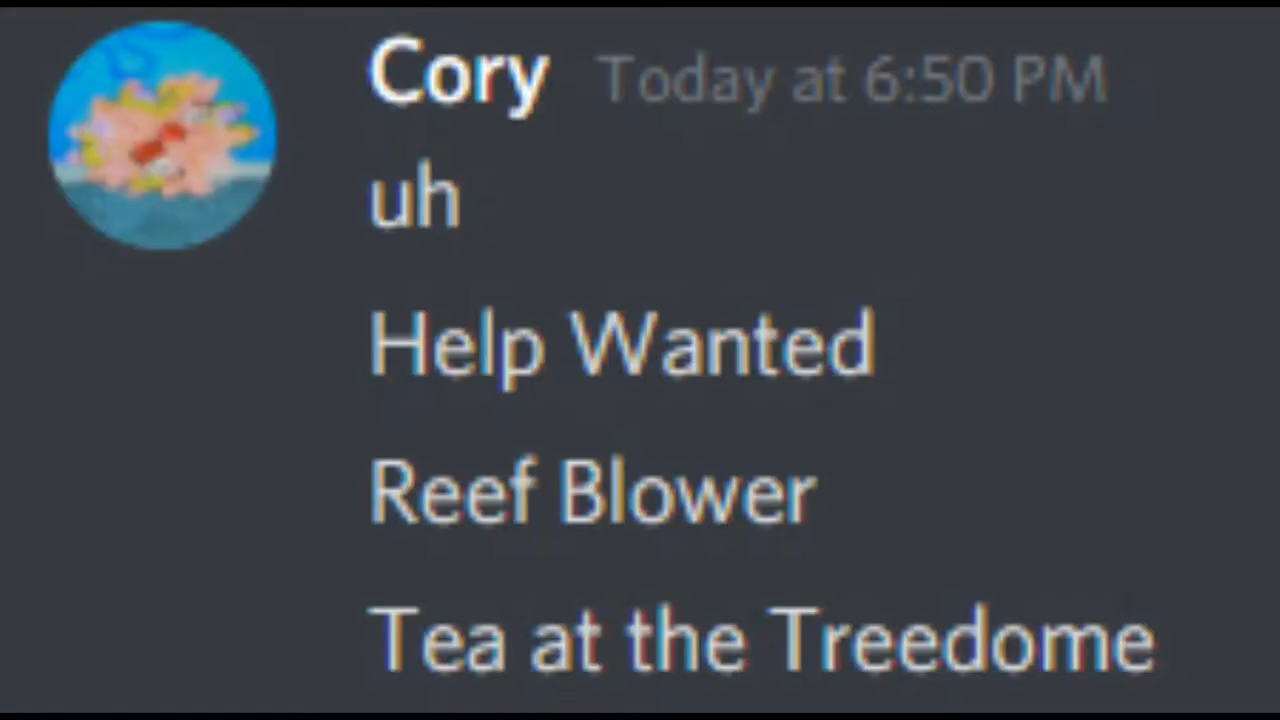 Cory Today at 6:50 PM
uh
Help Wanted
Reef Blower
Tea at the Treedome